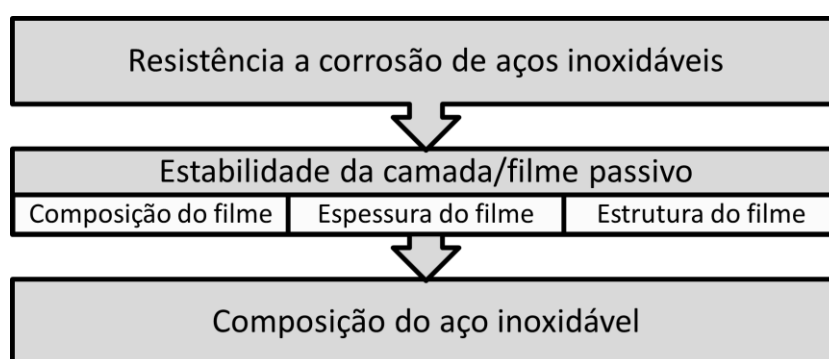 Resistência a corrosão de aços inoxidáveis
Estabilidade da camada/filme passivo
Composição do filme
Espessura do filme
Estrutura do filme
Composição do aço inoxidável